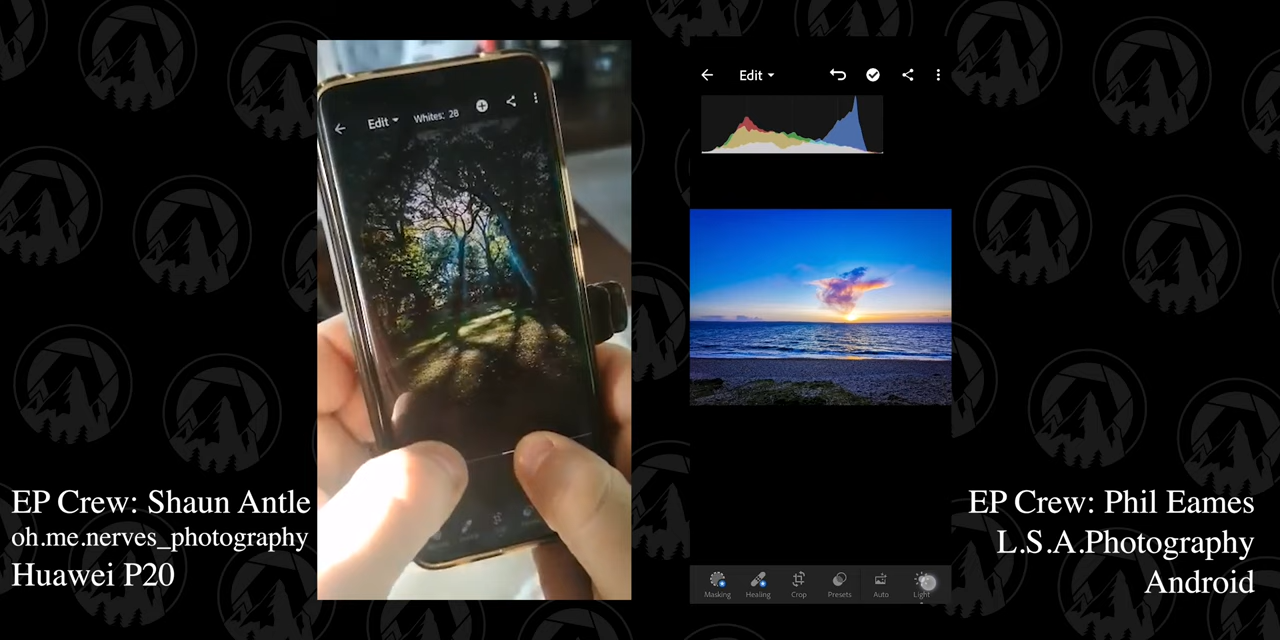 Edit
Whites: 28
EP Crew: Shaun Antle
oh.me.nerves_photography
Huawei P20
Edit
Masking
Healing
Crop
Presets
Auto
Light
EP Crew: Phil Eames
L.S.A.Photography
Android